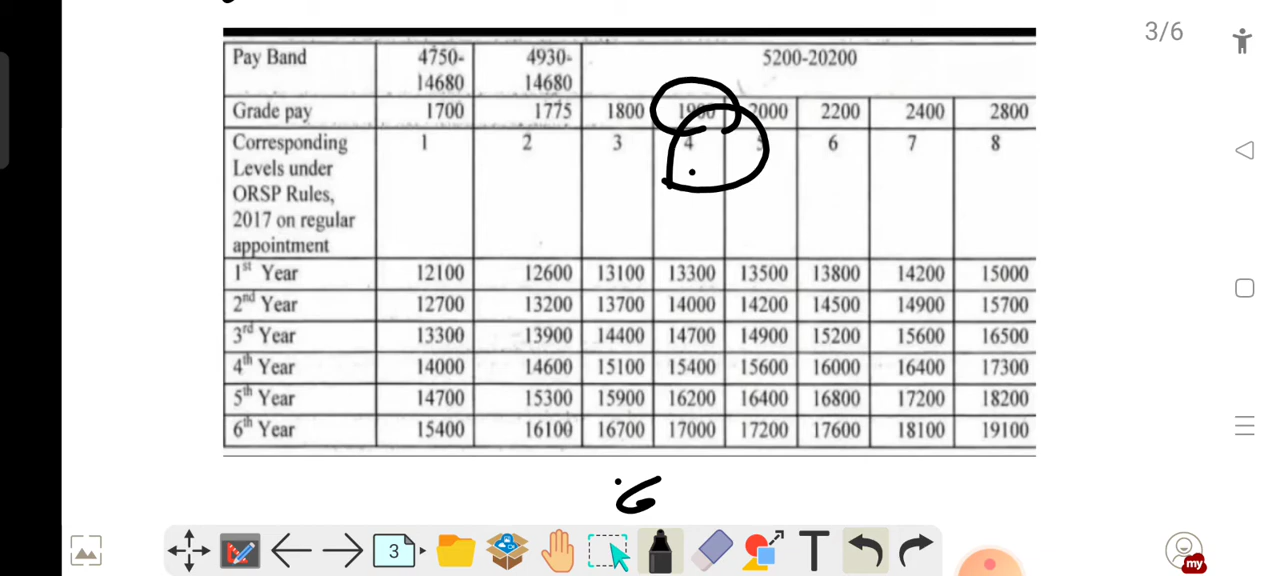 3/6
Pay Band 4750-14680 4930-14680 5200-20200
Grade pay 1700 1775 1800 1900 2000 2200 2400 2800
Corresponding Levels under ORSP Rules, 2017 on regular appointment 1 2 3 4 5 6 7 8
1st Year 12100 12600 13100 13300 13500 13800 14200 15000
2nd Year 12700 13200 13700 14000 14200 14500 14900 15700
3rd Year 13300 13900 14400 14700 14900 15200 15600 16500
4th Year 14000 14600 15100 15400 15600 16000 16400 17300
5th Year 14700 15300 15900 16200 16400 16800 17200 18200
6th Year 15400 16100 16700 17000 17200 17600 18100 19100
3
T
my